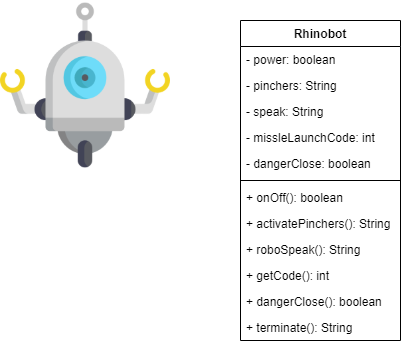 Rhinobot
- power: boolean
- pinchers: String
- speak: String
- missleLaunchCode: int
- dangerClose: boolean
+ onOff(): boolean
+ activatePinchers(): String
+ roboSpeak(): String
+ getCode(): int
+ dangerClose(): boolean
+ terminate(): String